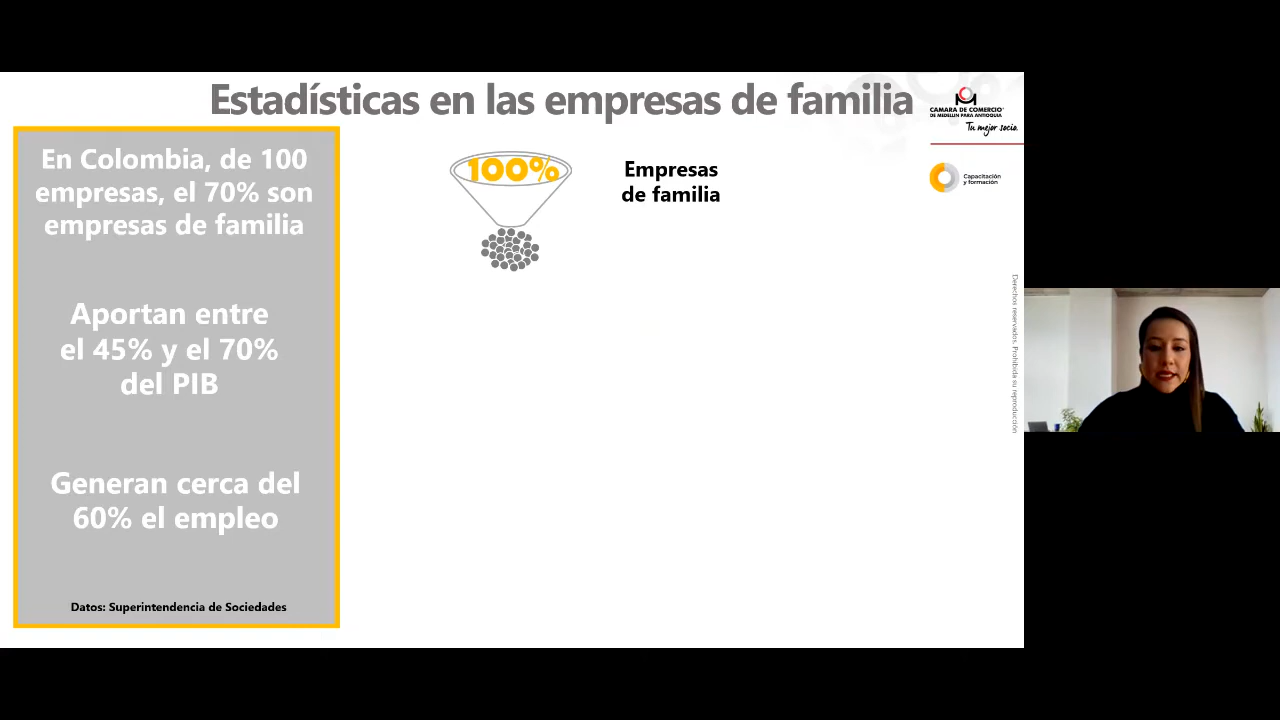 Estadísticas en las empresas de familia
En Colombia, de 100
empresas, el 70% son
empresas de familia
Aportan entre
el 45% y el 70%
del PIB
Generan cerca del
60% el empleo
Datos: Superintendencia de Sociedades
100%
Empresas
de familia
CAMARA DE COMERCIO
DE MEDELLIN PARA ANTIOQUIA
Tu mejor socio.
Capacitación
y formación
Derechos reservados. Prohibida su reproducción